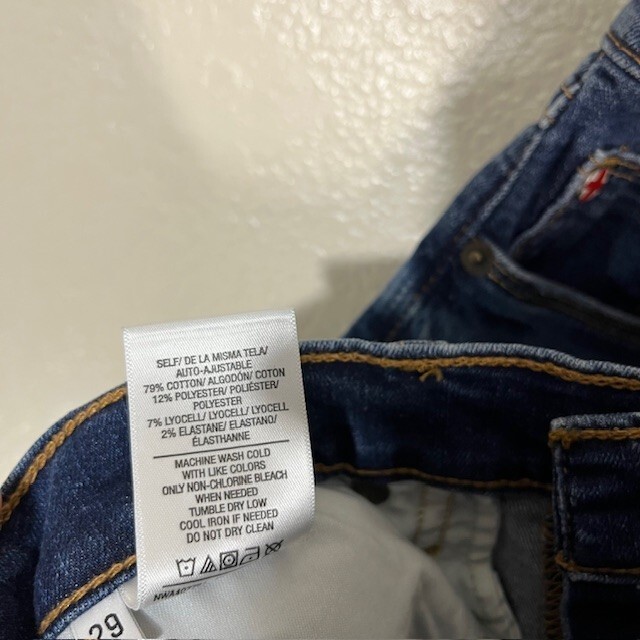 SELF/ DE LA MISMA TELA/
AUTO-AJUSTABLE
79% COTTON/ ALGODÓN/ COTON
12% POLYESTER/ POLIÉSTER/
POLYESTER
7% LYOCELL/ LYOCELL/ LYOCELL
2% ELASTANE/ ELASTANO/
ÉLASTHANNE
MACHINE WASH COLD
WITH LIKE COLORS
ONLY NON-CHLORINE BLEACH
WHEN NEEDED
TUMBLE DRY LOW
COOL IRON IF NEEDED
DO NOT DRY CLEAN
29